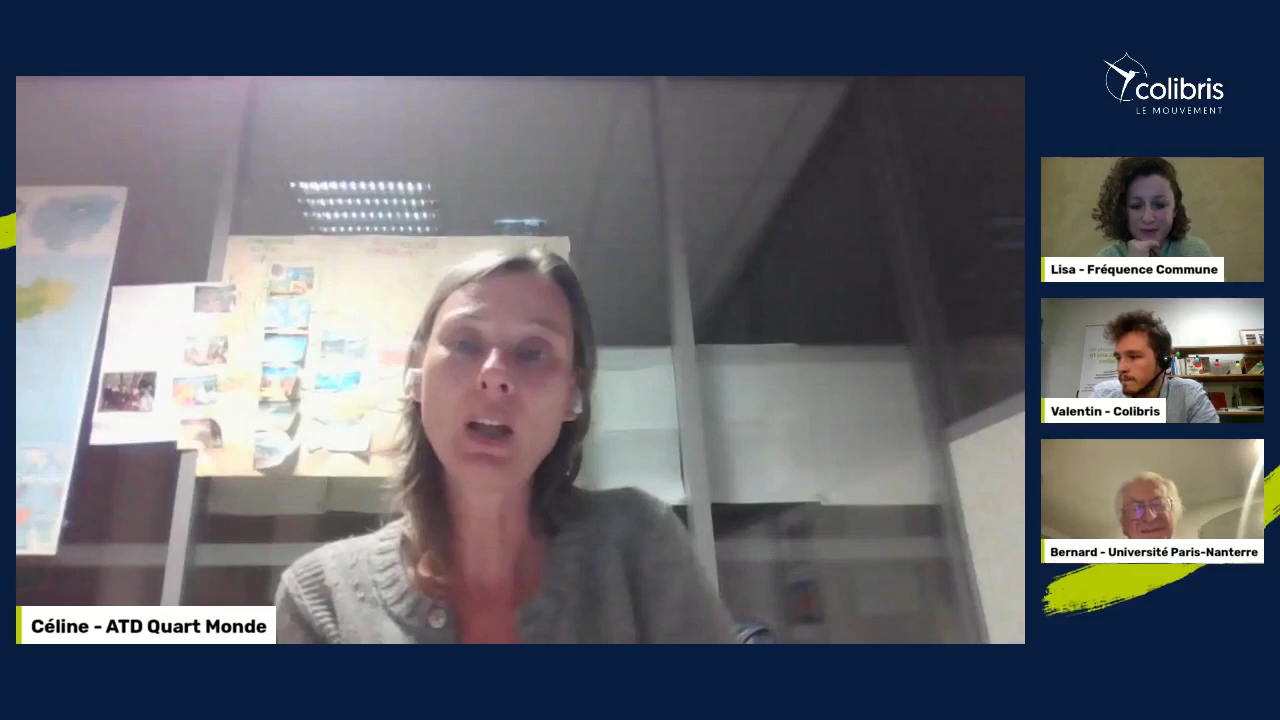 colibris
LE MOUVEMENT
Lisa - Fréquence Commune
Valentin - Colibris
Bernard - Université Paris-Nanterre
Céline - ATD Quart Monde